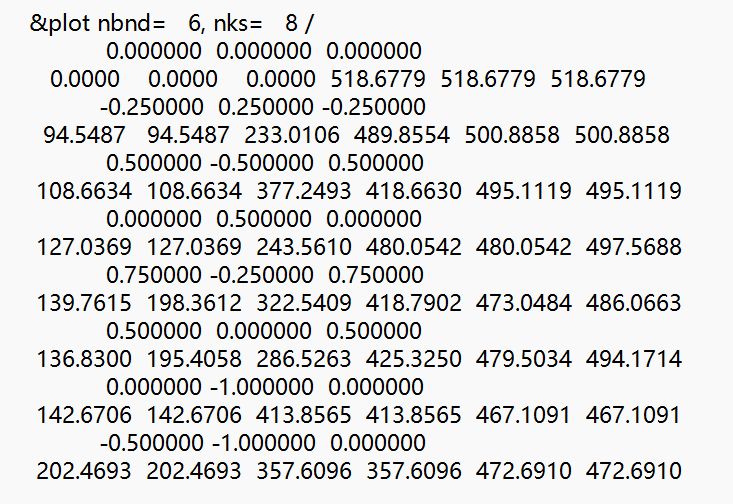 &plot nbnd=   6, nks=   8 /
0.000000  0.000000  0.000000
0.0000    0.0000    0.0000  518.6779  518.6779  518.6779
-0.250000  0.250000 -0.250000
94.5487   94.5487  233.0106  489.8554  500.8858  500.8858
0.500000 -0.500000  0.500000
108.6634  108.6634  377.2493  418.6630  495.1119  495.1119
0.000000  0.500000  0.000000
127.0369  127.0369  243.5610  480.0542  480.0542  497.5688
0.750000 -0.250000  0.750000
139.7615  198.3612  322.5409  418.7902  473.0484  486.0663
0.500000  0.000000  0.500000
136.8300  195.4058  286.5263  425.3250  479.5034  494.1714
0.000000 -1.000000  0.000000
142.6706  142.6706  413.8565  413.8565  467.1091  467.1091
-0.500000 -1.000000  0.000000
202.4693  202.4693  357.6096  357.6096  472.6910  472.6910